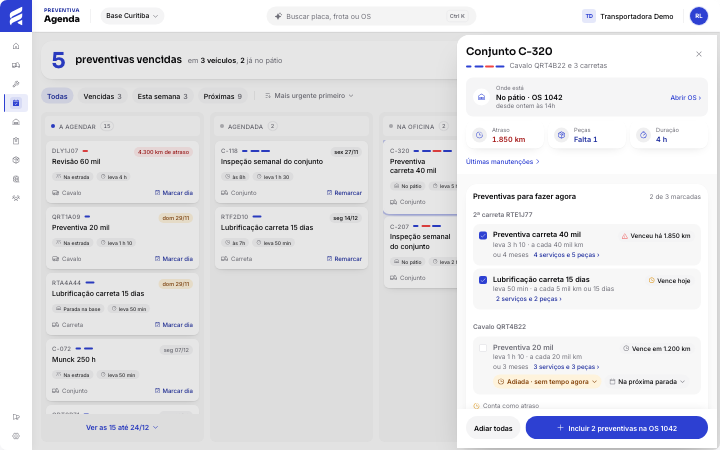 PREVENTIVA
Agenda
Base Curitiba
Buscar placa, frota ou OS
Ctrl K
TD
Transportadora Demo
RL
5 preventivas vencidas em 3 veículos, 2 já no pátio
Todas
Vencidas 3
Esta semana 3
Próximas 9
Mais urgente primeiro
A AGENDAR 15
DLY1J07
4.300 km de atraso
Revisão 60 mil
Na estrada
leva 4 h
Cavalo
Marcar dia
QRT1A09
dom 29/11
Preventiva 20 mil
Na estrada
leva 1 h 10
Cavalo
Marcar dia
RTA4A44
dom 29/11
Lubrificação carreta 15 dias
Parada na base
leva 50 min
Carreta
Marcar dia
C-072
seg 07/12
Munck 250 h
Na estrada
leva 50 min
Conjunto
Marcar dia
Ver as 15 até 24/12
AGENDADA 2
C-118
sex 27/11
Inspeção semanal do conjunto
às 8h
leva 1 h 30
Conjunto
Remarcar
RTF2D10
seg 14/12
Lubrificação carreta 15 dias
às 7h
leva 50 min
Carreta
Remarcar
NA OFICINA 2
C-320
Preventiva
carreta 40 mil
No pátio
leva 5
Conjunto
C-207
Inspeção semanal
do conjunto
No pátio
leva 2
Conjunto
Conjunto C-320
Cavalo QRT4B22 e 3 carretas
Onde está
No pátio · OS 1042
desde ontem às 14h
Abrir OS ›
Atraso
1.850 km
Peças
Falta 1
Duração
4 h
Últimas manutenções ›
Preventivas para fazer agora
2 de 3 marcadas
2ª carreta RTE1J77
Preventiva carreta 40 mil
Venceu há 1.850 km
leva 3 h 10 · a cada 40 mil km
ou 4 meses
4 serviços e 5 peças ›
Lubrificação carreta 15 dias
Vence hoje
leva 50 min · a cada 5 mil km ou 15 dias
2 serviços e 2 peças ›
Cavalo QRT4B22
Preventiva 20 mil
Vence em 1.200 km
leva 1 h 10 · a cada 20 mil km
ou 3 meses
3 serviços e 8 peças ›
Adiada · sem tempo agora
Na próxima parada
Conta como atraso
Adiar todas
Incluir 2 preventivas na OS 1042